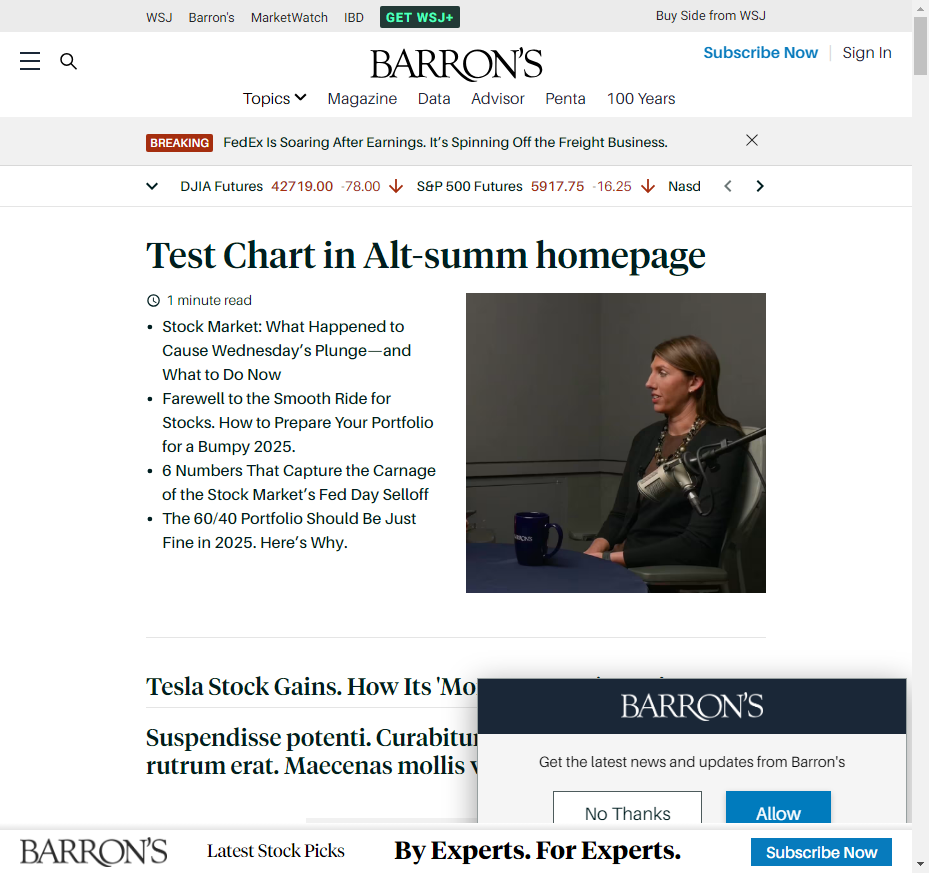 WSJ Barron's MarketWatch IBD GET WSJ+ Buy Side from WSJ
BARRON'S
Subscribe Now Sign In
Topics Magazine Data Advisor Penta 100 Years
BREAKING FedEx Is Soaring After Earnings. It’s Spinning Off the Freight Business.
DJIA Futures 42719.00 -78.00 S&P 500 Futures 5917.75 -16.25 Nasd
Test Chart in Alt-summ homepage
1 minute read
• Stock Market: What Happened to
Cause Wednesday’s Plunge—and
What to Do Now
• Farewell to the Smooth Ride for
Stocks. How to Prepare Your Portfolio
for a Bumpy 2025.
• 6 Numbers That Capture the Carnage
of the Stock Market’s Fed Day Selloff
• The 60/40 Portfolio Should Be Just
Fine in 2025. Here’s Why.
BARRON'S
Tesla Stock Gains. How Its 'Mo
Suspendisse potenti. Curabitu
rutrum erat. Maecenas mollis
BARRON'S
Get the latest news and updates from Barron's
No Thanks Allow
BARRON'S Latest Stock Picks By Experts. For Experts. Subscribe Now